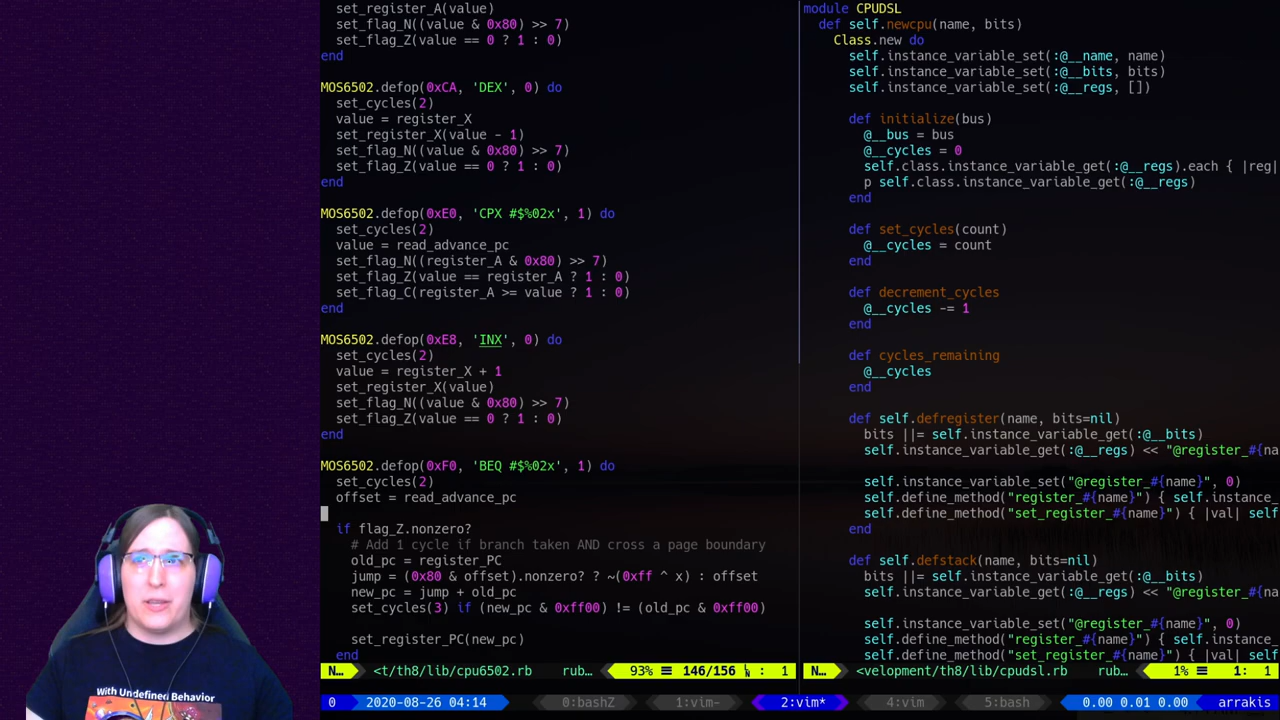 set_register_A(value)
set_flag_N((value & 0x80) >> 7)
set_flag_Z(value == 0 ? 1 : 0)
end
MOS6502.defop(0xCA, 'DEX', 0) do
set_cycles(2)
value = register_X
set_register_X(value - 1)
set_flag_N((value & 0x80) >> 7)
set_flag_Z(value == 0 ? 1 : 0)
end
MOS6502.defop(0xE0, 'CPX #$%02x', 1) do
set_cycles(2)
value = read_advance_pc
set_flag_N((register_A & 0x80) >> 7)
set_flag_Z(value == register_A ? 1 : 0)
set_flag_C(register_A >= value ? 1 : 0)
end
MOS6502.defop(0xE8, 'INX', 0) do
set_cycles(2)
value = register_X + 1
set_register_X(value)
set_flag_N((value & 0x80) >> 7)
set_flag_Z(value == 0 ? 1 : 0)
end
MOS6502.defop(0xF0, 'BEQ #$%02x', 1) do
set_cycles(2)
offset = read_advance_pc
if flag_Z.nonzero?
# Add 1 cycle if branch taken AND cross a page boundary
old_pc = register_PC
jump = (0x80 & offset).nonzero? ? ~(0xff ^ x) : offset
new_pc = jump + old_pc
set_cycles(3) if (new_pc & 0xff00) != (old_pc & 0xff00)
set_register_PC(new_pc)
end
N… <t/th8/lib/cpu6502.rb rub… 93% ≡ 146/156 ㏑ : 1
module CPUDSL
def self.newcpu(name, bits)
Class.new do
self.instance_variable_set(:@__name, name)
self.instance_variable_set(:@__bits, bits)
self.instance_variable_set(:@__regs, [])
def initialize(bus)
@__bus = bus
@__cycles = 0
self.class.instance_variable_get(:@__regs).each { |reg|
p self.class.instance_variable_get(:@__regs)
end
def set_cycles(count)
@__cycles = count
end
def decrement_cycles
@__cycles -= 1
end
def cycles_remaining
@__cycles
end
def self.defregister(name, bits=nil)
bits ||= self.instance_variable_get(:@__bits)
self.instance_variable_get(:@__regs) << "@register_#{na
self.instance_variable_set("@register_#{name}", 0)
self.define_method("register_#{name}") { self.instance_
self.define_method("set_register_#{name}") { |val| self
end
def self.defstack(name, bits=nil)
bits ||= self.instance_variable_get(:@__bits)
self.instance_variable_get(:@__regs) << "@register_#{na
self.instance_variable_set("@register_#{name}", 0)
self.define_method("register_#{name}") { self.instance_
self.define_method("set_register_#{name}") { |val| self
N… <velopment/th8/lib/cpudsl.rb rub… 1% ≡ 1: 1
0 2020-08-26 04:14 0:bashZ 1:vim- 2:vim* 4:vim 5:bash 0.00 0.01 0.00 arrakis
With Undefined Behavior